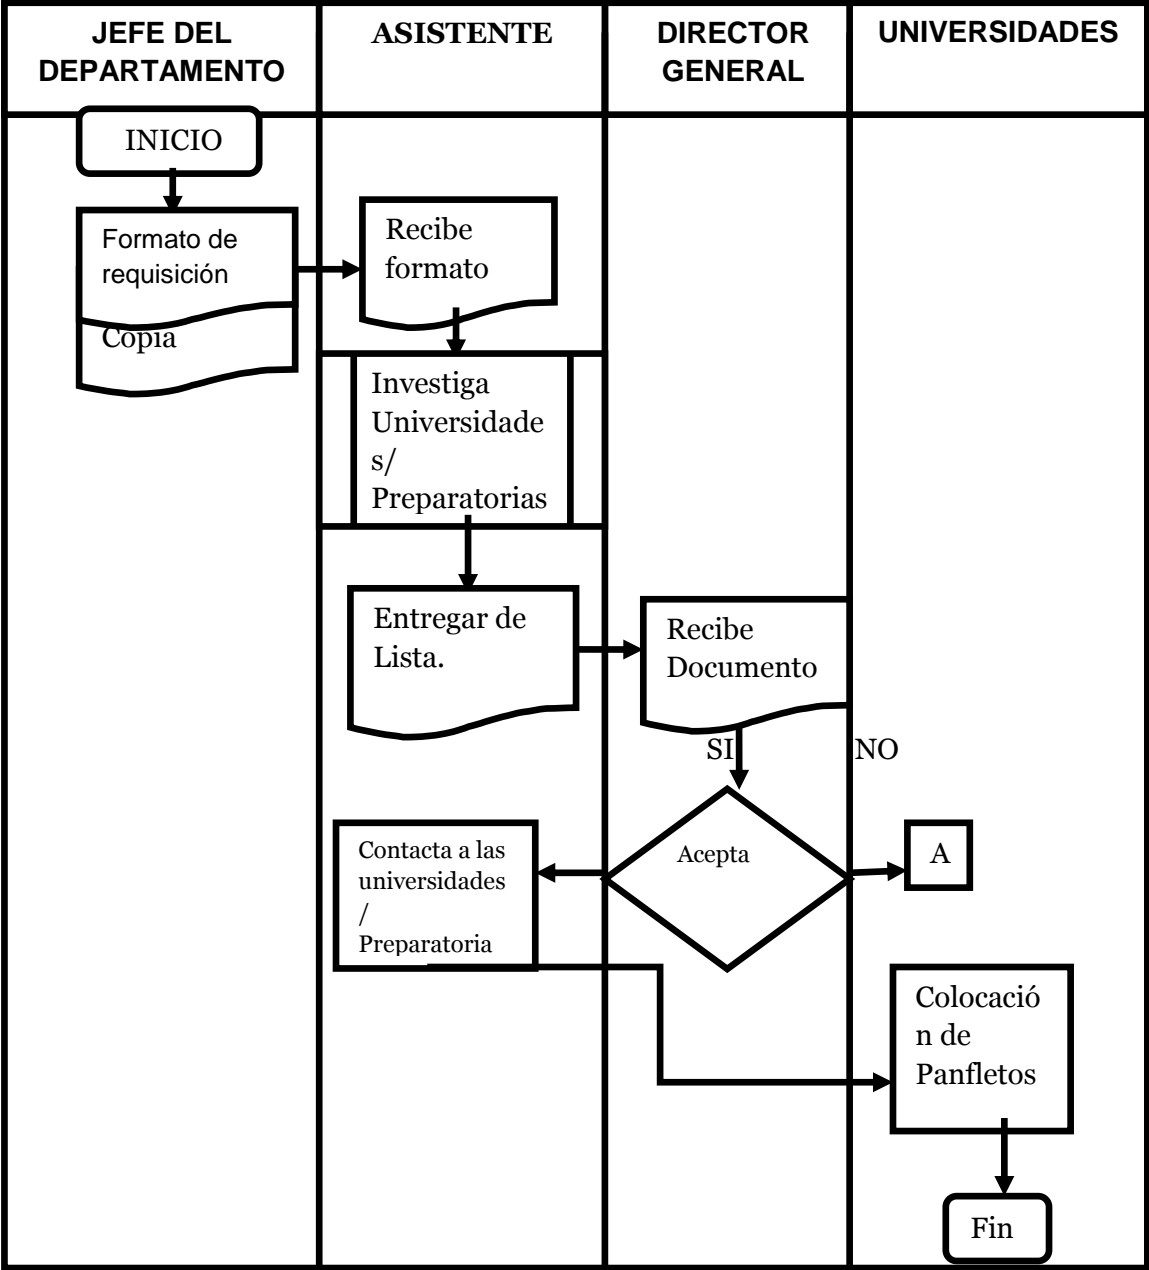 JEFE DEL
DEPARTAMENTO
ASISTENTE
DIRECTOR
GENERAL
UNIVERSIDADES
INICIO
Formato de
requisición
Copia
Recibe
formato
Investiga
Universidade
s/
Preparatorias
Entregar de
Lista.
Recibe
Documento
SI
NO
Acepta
A
Contacta a las
universidades
/
Preparatoria
Colocació
n de
Panfletos
Fin